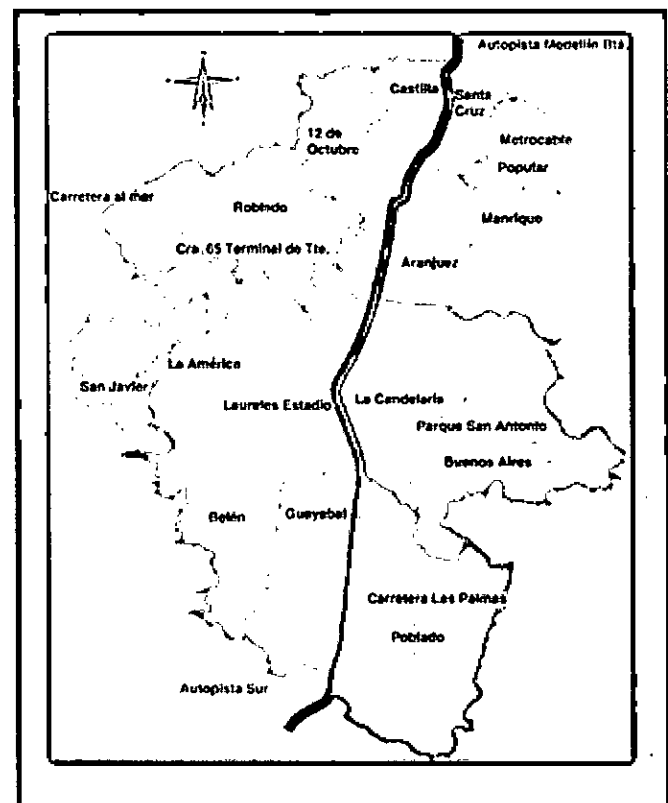 Autopista Medellín Bta.
Castilla
Santa
Cruz
12 de
Octubre
Metrocable
Popular
Carretera al mar
Robledo
Manrique
Cra. 65 Terminal de Tte.
Aranjuez
La América
San Javier
Laureles Estadio
La Candelaria
Parque San Antonio
Buenos Aires
Belén
Guayabal
Carretera Las Palmas
Poblado
Autopista Sur